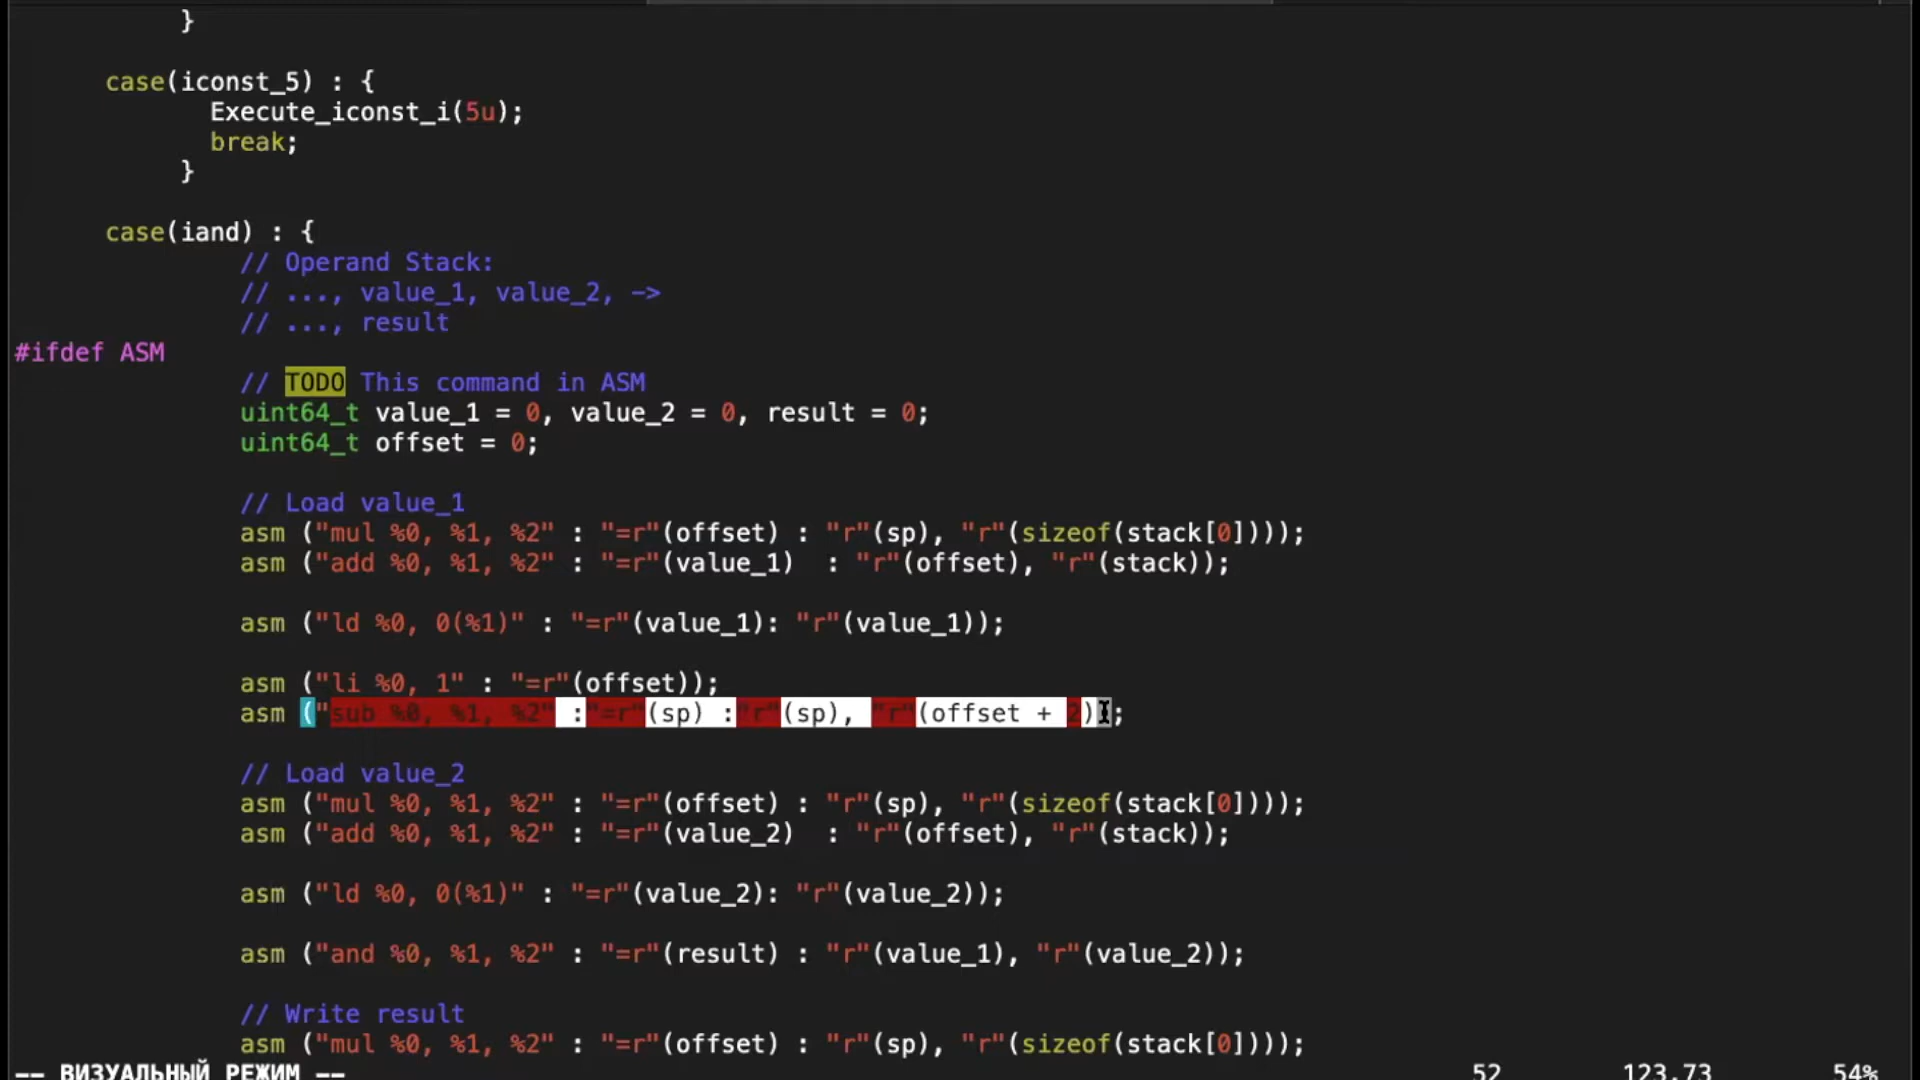 }
case(iconst_5) : {
Execute_iconst_i(5u);
break;
}
case(iand) : {
// Operand Stack:
// ..., value_1, value_2, ->
// ..., result
#ifdef ASM
// TODO This command in ASM
uint64_t value_1 = 0, value_2 = 0, result = 0;
uint64_t offset = 0;
// Load value_1
asm ("mul %0, %1, %2" : "=r"(offset) : "r"(sp), "r"(sizeof(stack[0])));
asm ("add %0, %1, %2" : "=r"(value_1)  : "r"(offset), "r"(stack));
asm ("ld %0, 0(%1)" : "=r"(value_1): "r"(value_1));
asm ("li %0, 1" : "=r"(offset));
asm ("sub %0, %1, %2" :"=r"(sp) :"r"(sp), "r"(offset + 2));
// Load value_2
asm ("mul %0, %1, %2" : "=r"(offset) : "r"(sp), "r"(sizeof(stack[0])));
asm ("add %0, %1, %2" : "=r"(value_2)  : "r"(offset), "r"(stack));
asm ("ld %0, 0(%1)" : "=r"(value_2): "r"(value_2));
asm ("and %0, %1, %2" : "=r"(result) : "r"(value_1), "r"(value_2));
// Write result
asm ("mul %0, %1, %2" : "=r"(offset) : "r"(sp), "r"(sizeof(stack[0])));
-- ВИЗУАЛЬНЫЙ РЕЖИМ -- 52 123,73 54%